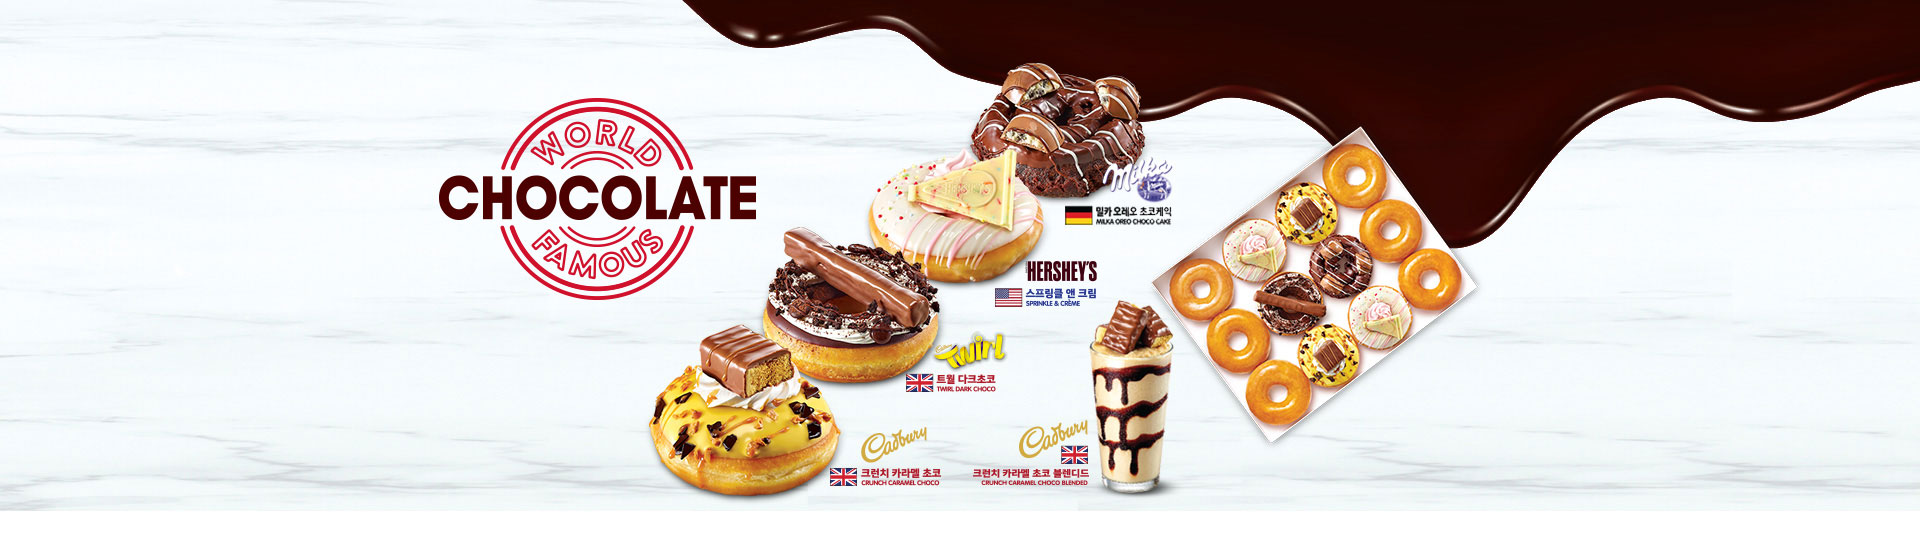 WORLD
CHOCOLATE
FAMOUS
Milka
밀카 오레오 초코케익
MILKA OREO CHOCO CAKE
HERSHEY'S
스프링클 앤 크림
SPRINKLE & CRÈME
Twirl
트월 다크초코
TWIRL DARK CHOCO
Cadbury
크런치 카라멜 초코
CRUNCH CARAMEL CHOCO
Cadbury
크런치 카라멜 초코 블렌디드
CRUNCH CARAMEL CHOCO BLENDED